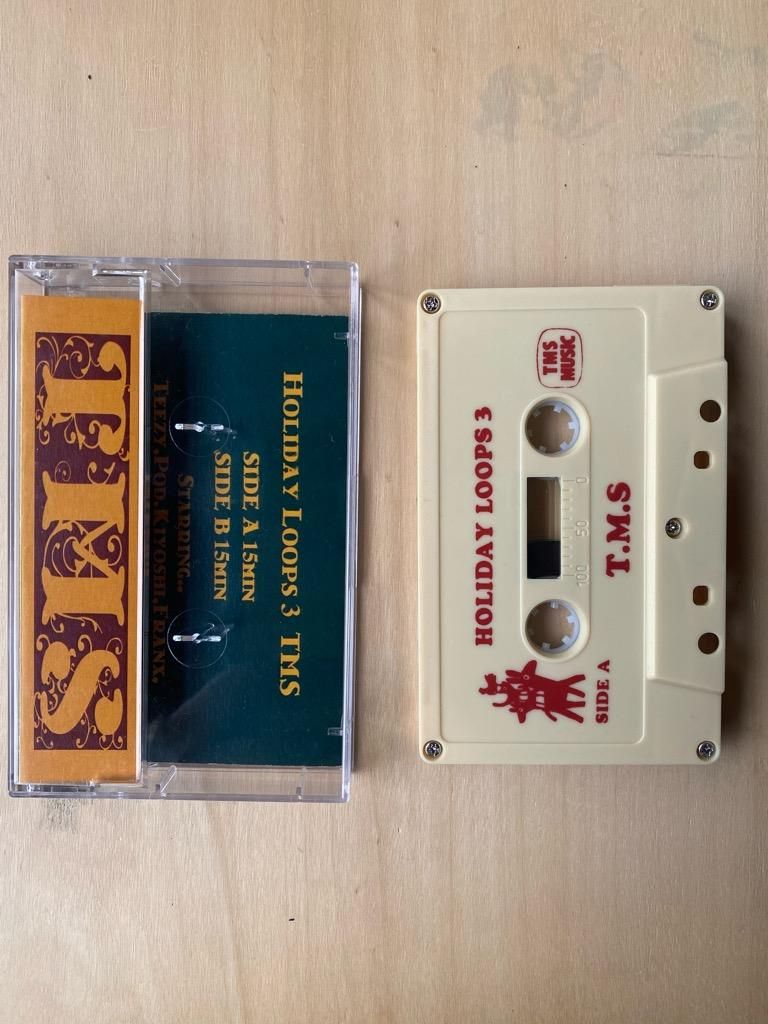 TMS
HOLIDAY LOOPS 3 TMS
SIDE A 15MIN
SIDE B 15MIN
STARRING..
TEEZY.POP.KIYOSHI.FRANX.
HOLIDAY LOOPS 3
TMS
MUSIC
0
50
100
T.M.S
SIDE A